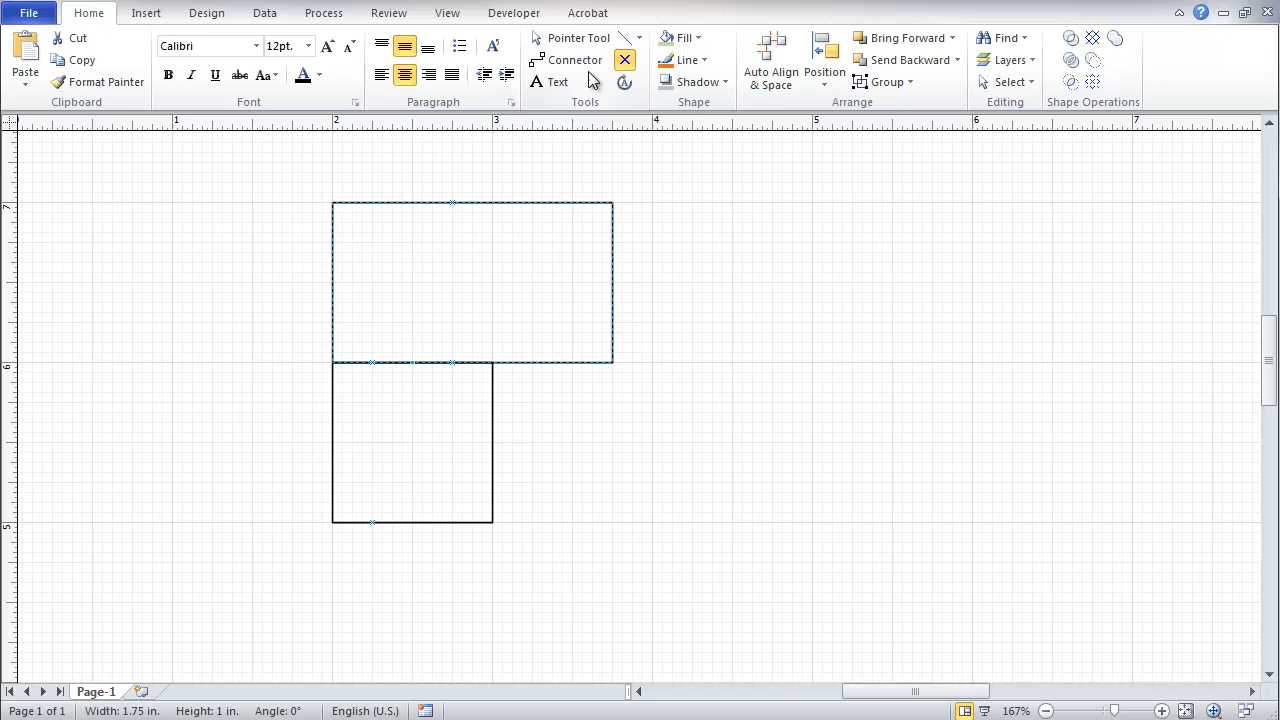 File Home Insert Design Data Process Review View Developer Acrobat
Paste
Cut
Copy
Format Painter
Clipboard
Calibri 12pt.
A A
B I U abc Aa A
Font
Paragraph
Pointer Tool
Connector
A Text
Tools
Fill
Line
Shadow
Shape
Auto Align
& Space
Position
Bring Forward
Send Backward
Group
Arrange
Find
Layers
Select
Editing
Shape Operations
1 2 3 4 5 6 7
7
6
5
Page-1
Page 1 of 1 Width: 1.75 in. Height: 1 in. Angle: 0° English (U.S.) 167%